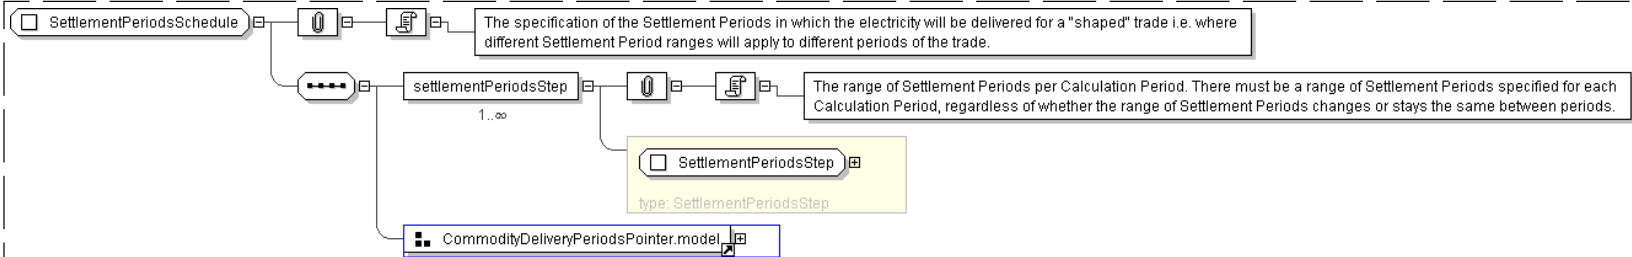 SettlementPeriodsSchedule
The specification of the Settlement Periods in which the electricity will be delivered for a "shaped" trade i.e. where
different Settlement Period ranges will apply to different periods of the trade.
settlementPeriodsStep
1..∞
The range of Settlement Periods per Calculation Period. There must be a range of Settlement Periods specified for each
Calculation Period, regardless of whether the range of Settlement Periods changes or stays the same between periods.
SettlementPeriodsStep
type: SettlementPeriodsStep
CommodityDeliveryPeriodsPointer.model